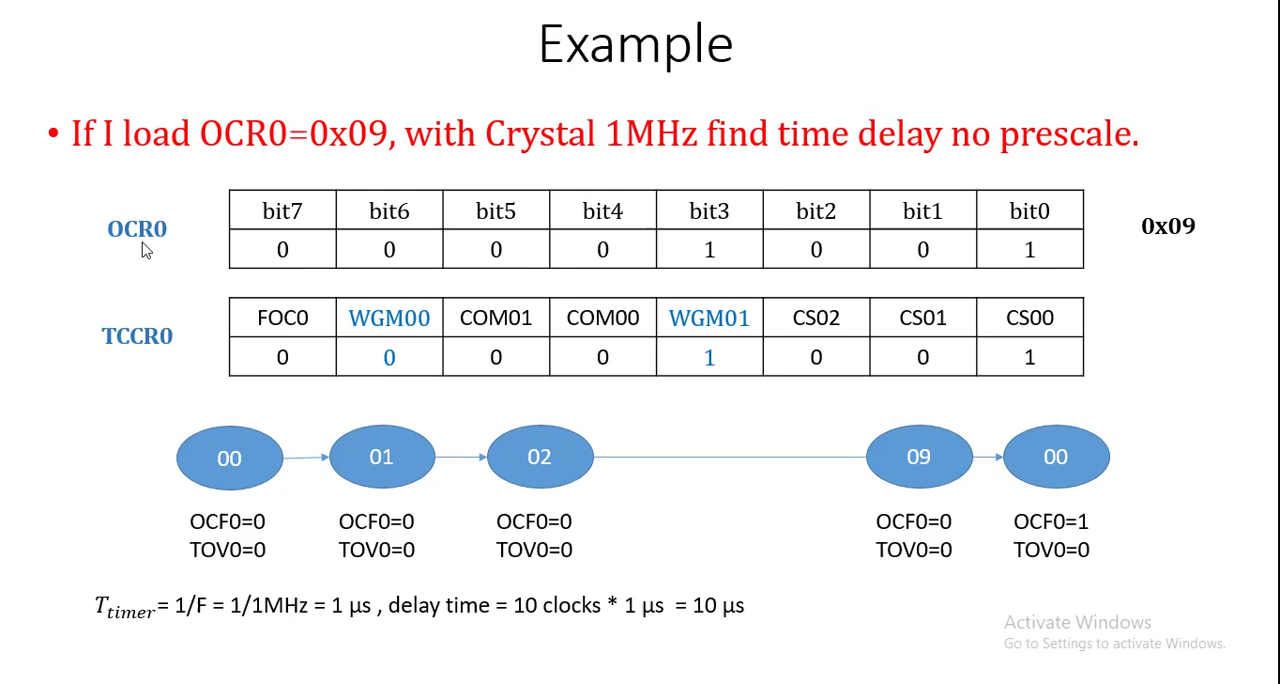 Example
• If I load OCR0=0x09, with Crystal 1MHz find time delay no prescale.
bit7 bit6 bit5 bit4 bit3 bit2 bit1 bit0
OCR0 0x09
0 0 0 0 1 0 0 1
FOC0 WGM00 COM01 COM00 WGM01 CS02 CS01 CS00
TCCR0
0 0 0 0 1 0 0 1
00 01 02 09 00
OCF0=0 OCF0=0 OCF0=0 OCF0=0 OCF0=1
TOV0=0 TOV0=0 TOV0=0 TOV0=0 TOV0=0
Ttimer= 1/F = 1/1MHz = 1 µs , delay time = 10 clocks * 1 µs = 10 µs
Activate Windows
Go to Settings to activate Windows.